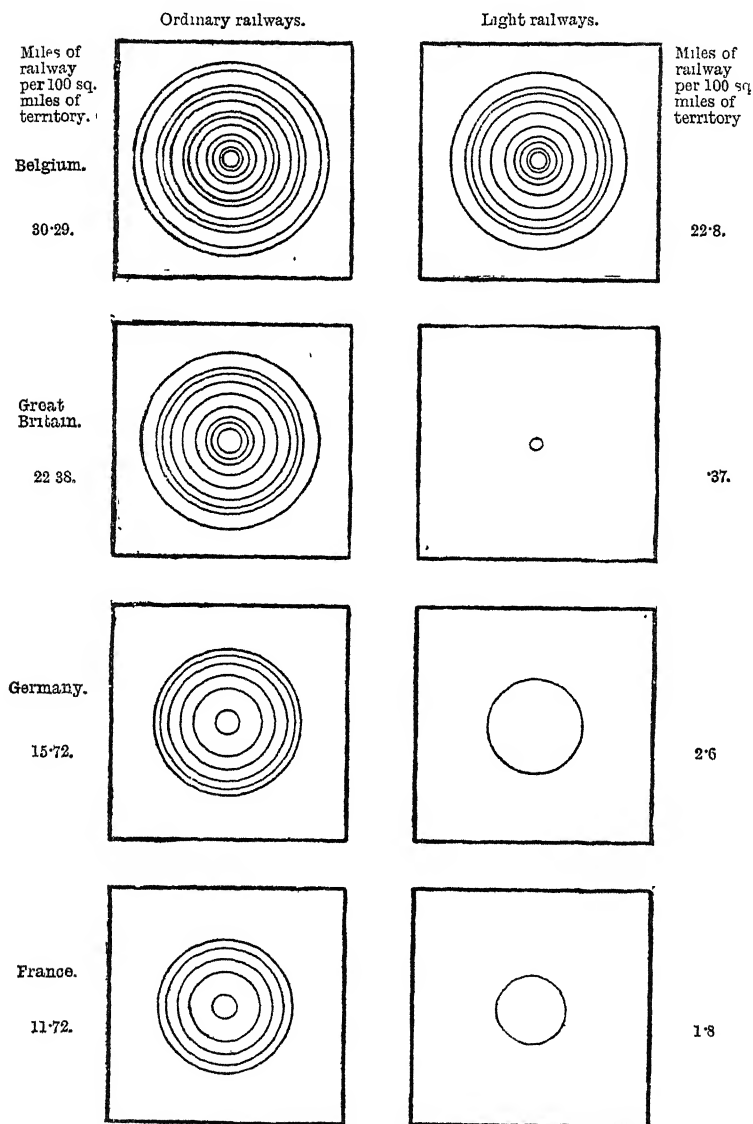 Ordinary railways.
Light railways.
Miles of
railway
per 100 sq.
miles of
territory.
Miles of
railway
per 100 sq
miles of
territory
Belgium.
30·29.
22·8.
Great
Britain.
22 38.
·37.
Germany.
15·72.
2·6
France.
11·72.
1·8